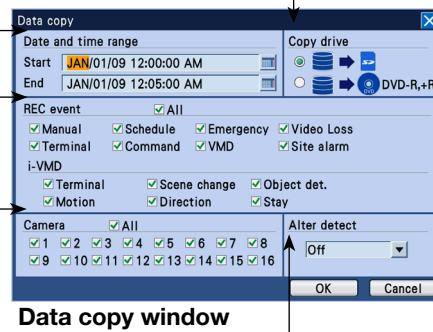 Data copy
Date and time range
Copy drive
Start JAN/01/09 12:00:00 AM
SD
End JAN/01/09 12:05:00 AM
DVD DVD-R,+R
REC event All
Manual Schedule Emergency Video Loss
Terminal Command VMD Site alarm
i-VMD
Terminal Scene change Object det.
Motion Direction Stay
Camera All
Alter detect
1 2 3 4 5 6 7 8
Off
9 10 11 12 13 14 15 16
OK Cancel
Data copy window